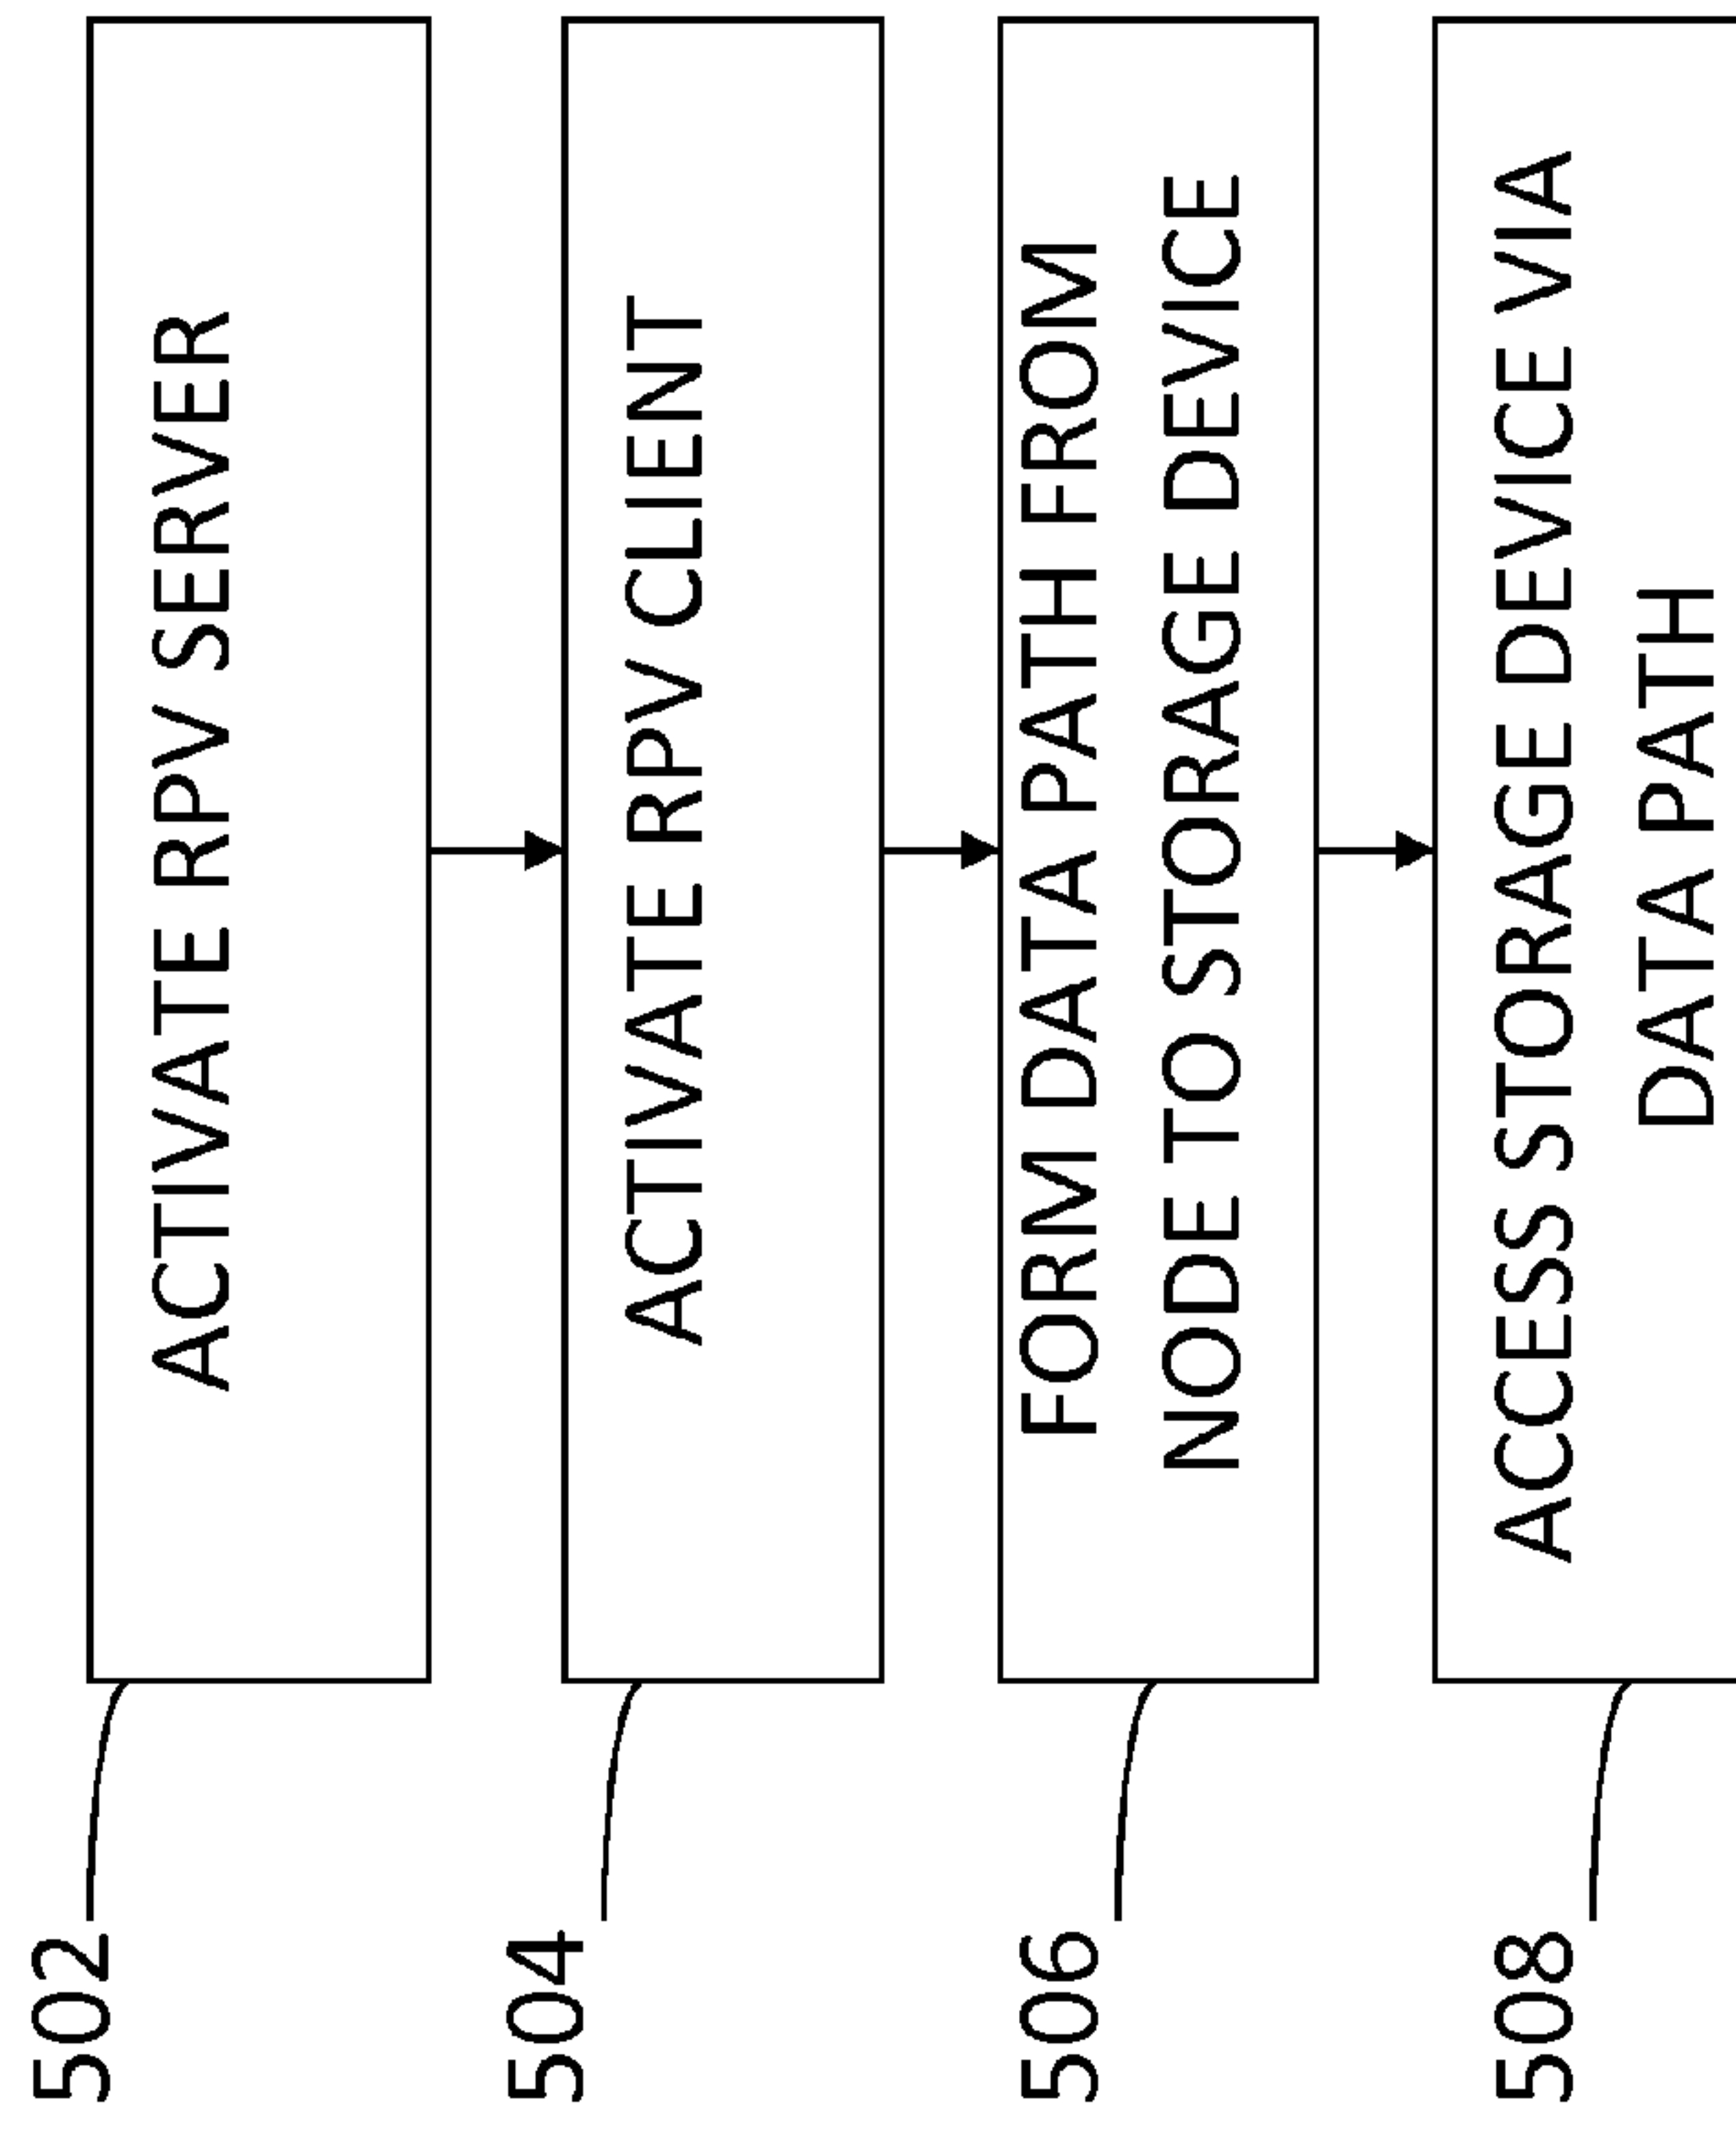 502
ACTIVATE RPV SERVER
504
ACTIVATE RPV CLIENT
506
FORM DATA PATH FROM
NODE TO STORAGE DEVICE
508
ACCESS STORAGE DEVICE VIA
DATA PATH